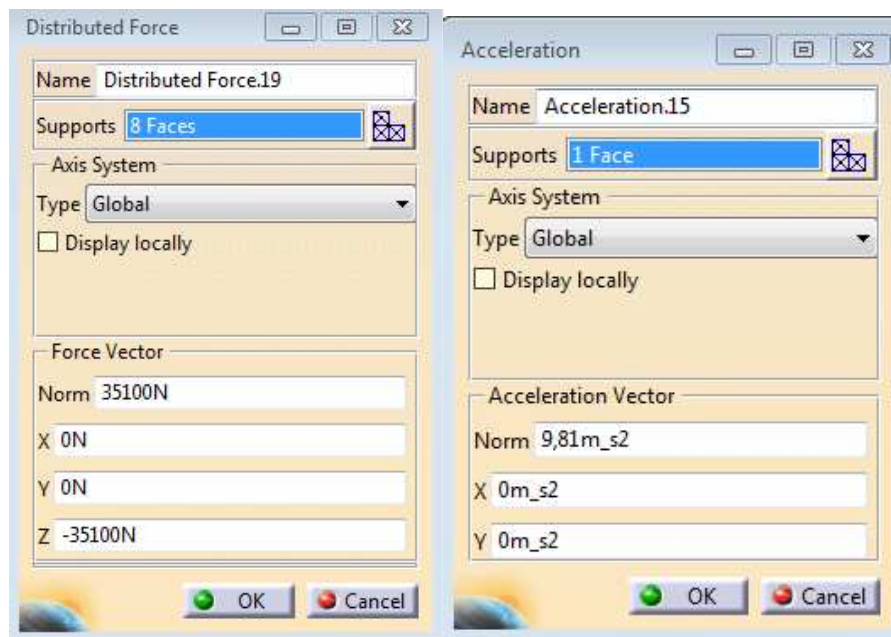 Distributed Force
Name Distributed Force.19
Supports 8 Faces
Axis System
Type Global
Display locally
Force Vector
Norm 35100N
X 0N
Y 0N
Z -35100N
OK Cancel
Acceleration
Name Acceleration.15
Supports 1 Face
Axis System
Type Global
Display locally
Acceleration Vector
Norm 9,81m_s2
X 0m_s2
Y 0m_s2
OK Cancel